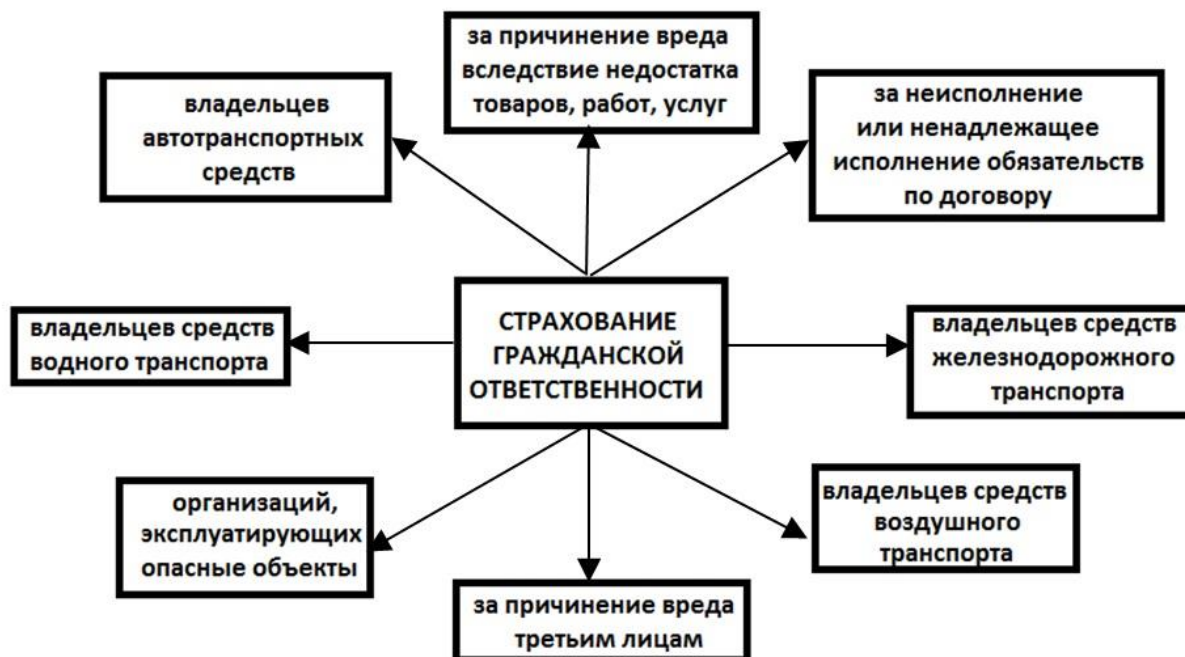 за причинение вреда
вследствие недостатка
товаров, работ, услуг
владельцев
автотранспортных
средств
за неисполнение
или ненадлежащее
исполнение обязательств
по договору
СТРАХОВАНИЕ
ГРАЖДАНСКОЙ
ОТВЕТСТВЕННОСТИ
владельцев средств
водного транспорта
владельцев средств
железнодорожного
транспорта
организаций,
эксплуатирующих
опасные объекты
владельцев средств
воздушного
транспорта
за причинение вреда
третьим лицам